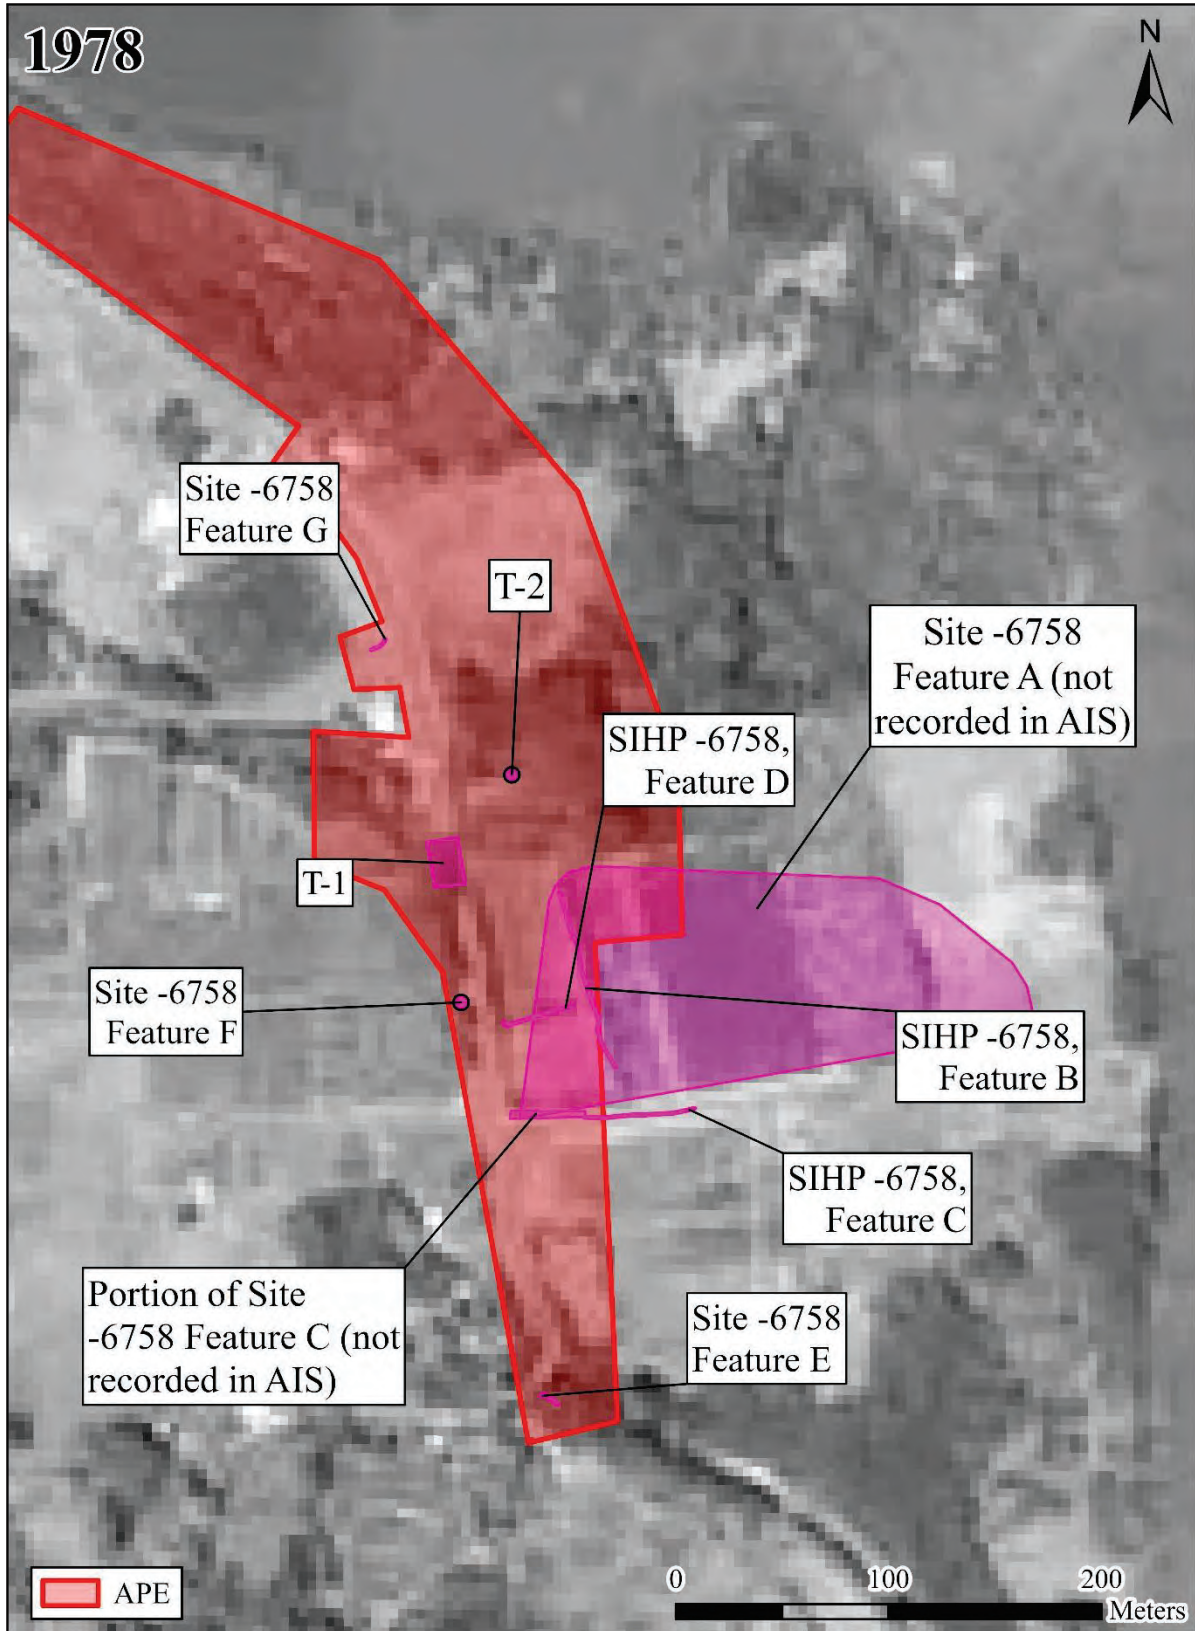 1978
N
Site -6758
Feature G
T-2
Site -6758
Feature A (not
recorded in AIS)
SIHP -6758,
Feature D
T-1
Site -6758
Feature F
SIHP -6758,
Feature B
SIHP -6758,
Feature C
Portion of Site
-6758 Feature C (not
recorded in AIS)
Site -6758
Feature E
APE
0 100 200
Meters